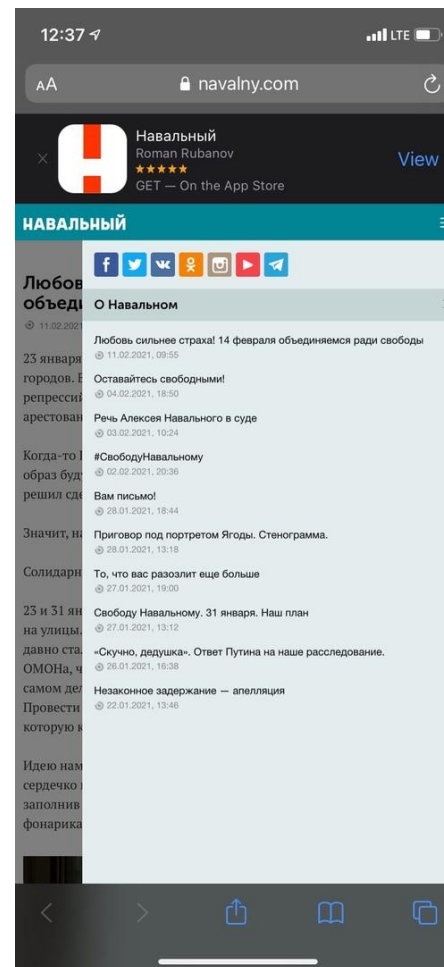 12:37
LTE
AA
navalny.com
Навальный
Roman Rubanov
GET — On the App Store
View
НАВАЛЬНЫЙ
f
О Навальном
Любовь сильнее страха! 14 февраля объединяемся ради свободы
11.02.2021, 09:55
Оставайтесь свободными!
04.02.2021, 18:50
Речь Алексея Навального в суде
03.02.2021, 10:24
#СвободуНавальному
02.02.2021, 20:36
Вам письмо!
28.01.2021, 18:44
Приговор под портретом Ягоды. Стенограмма.
28.01.2021, 13:18
То, что вас разозлит еще больше
27.01.2021, 19:00
Свободу Навальному. 31 января. Наш план
27.01.2021, 13:12
«Скучно, дедушка». Ответ Путина на наше расследование.
26.01.2021, 16:38
Незаконное задержание — апелляция
22.01.2021, 13:46
Любов
объеди
11.02.2021
23 января
городов.
репрессий
арестован
Когда-то
образ буд
решил сде
Значит, на
Солидарн
23 и 31 ян
на улицы.
давно ста
ОМОНа, ч
самом дел
Провести
которую к
Идею нам
сердечко
заполнив
фонарика